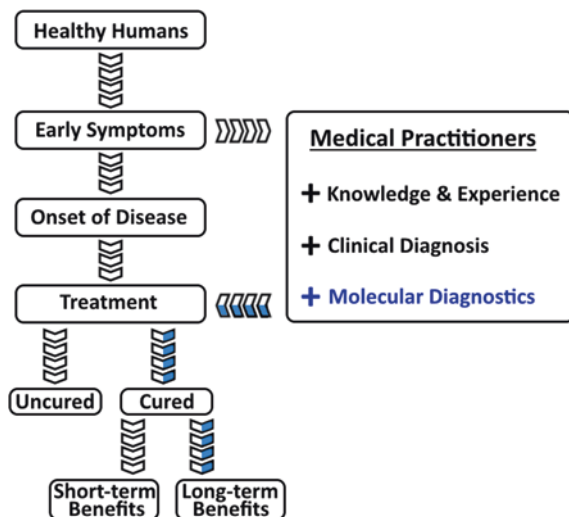 Healthy Humans
Early Symptoms
Medical Practitioners
+ Knowledge & Experience
Onset of Disease
+ Clinical Diagnosis
Treatment
+ Molecular Diagnostics
Uncured
Cured
Short-term
Benefits
Long-term
Benefits